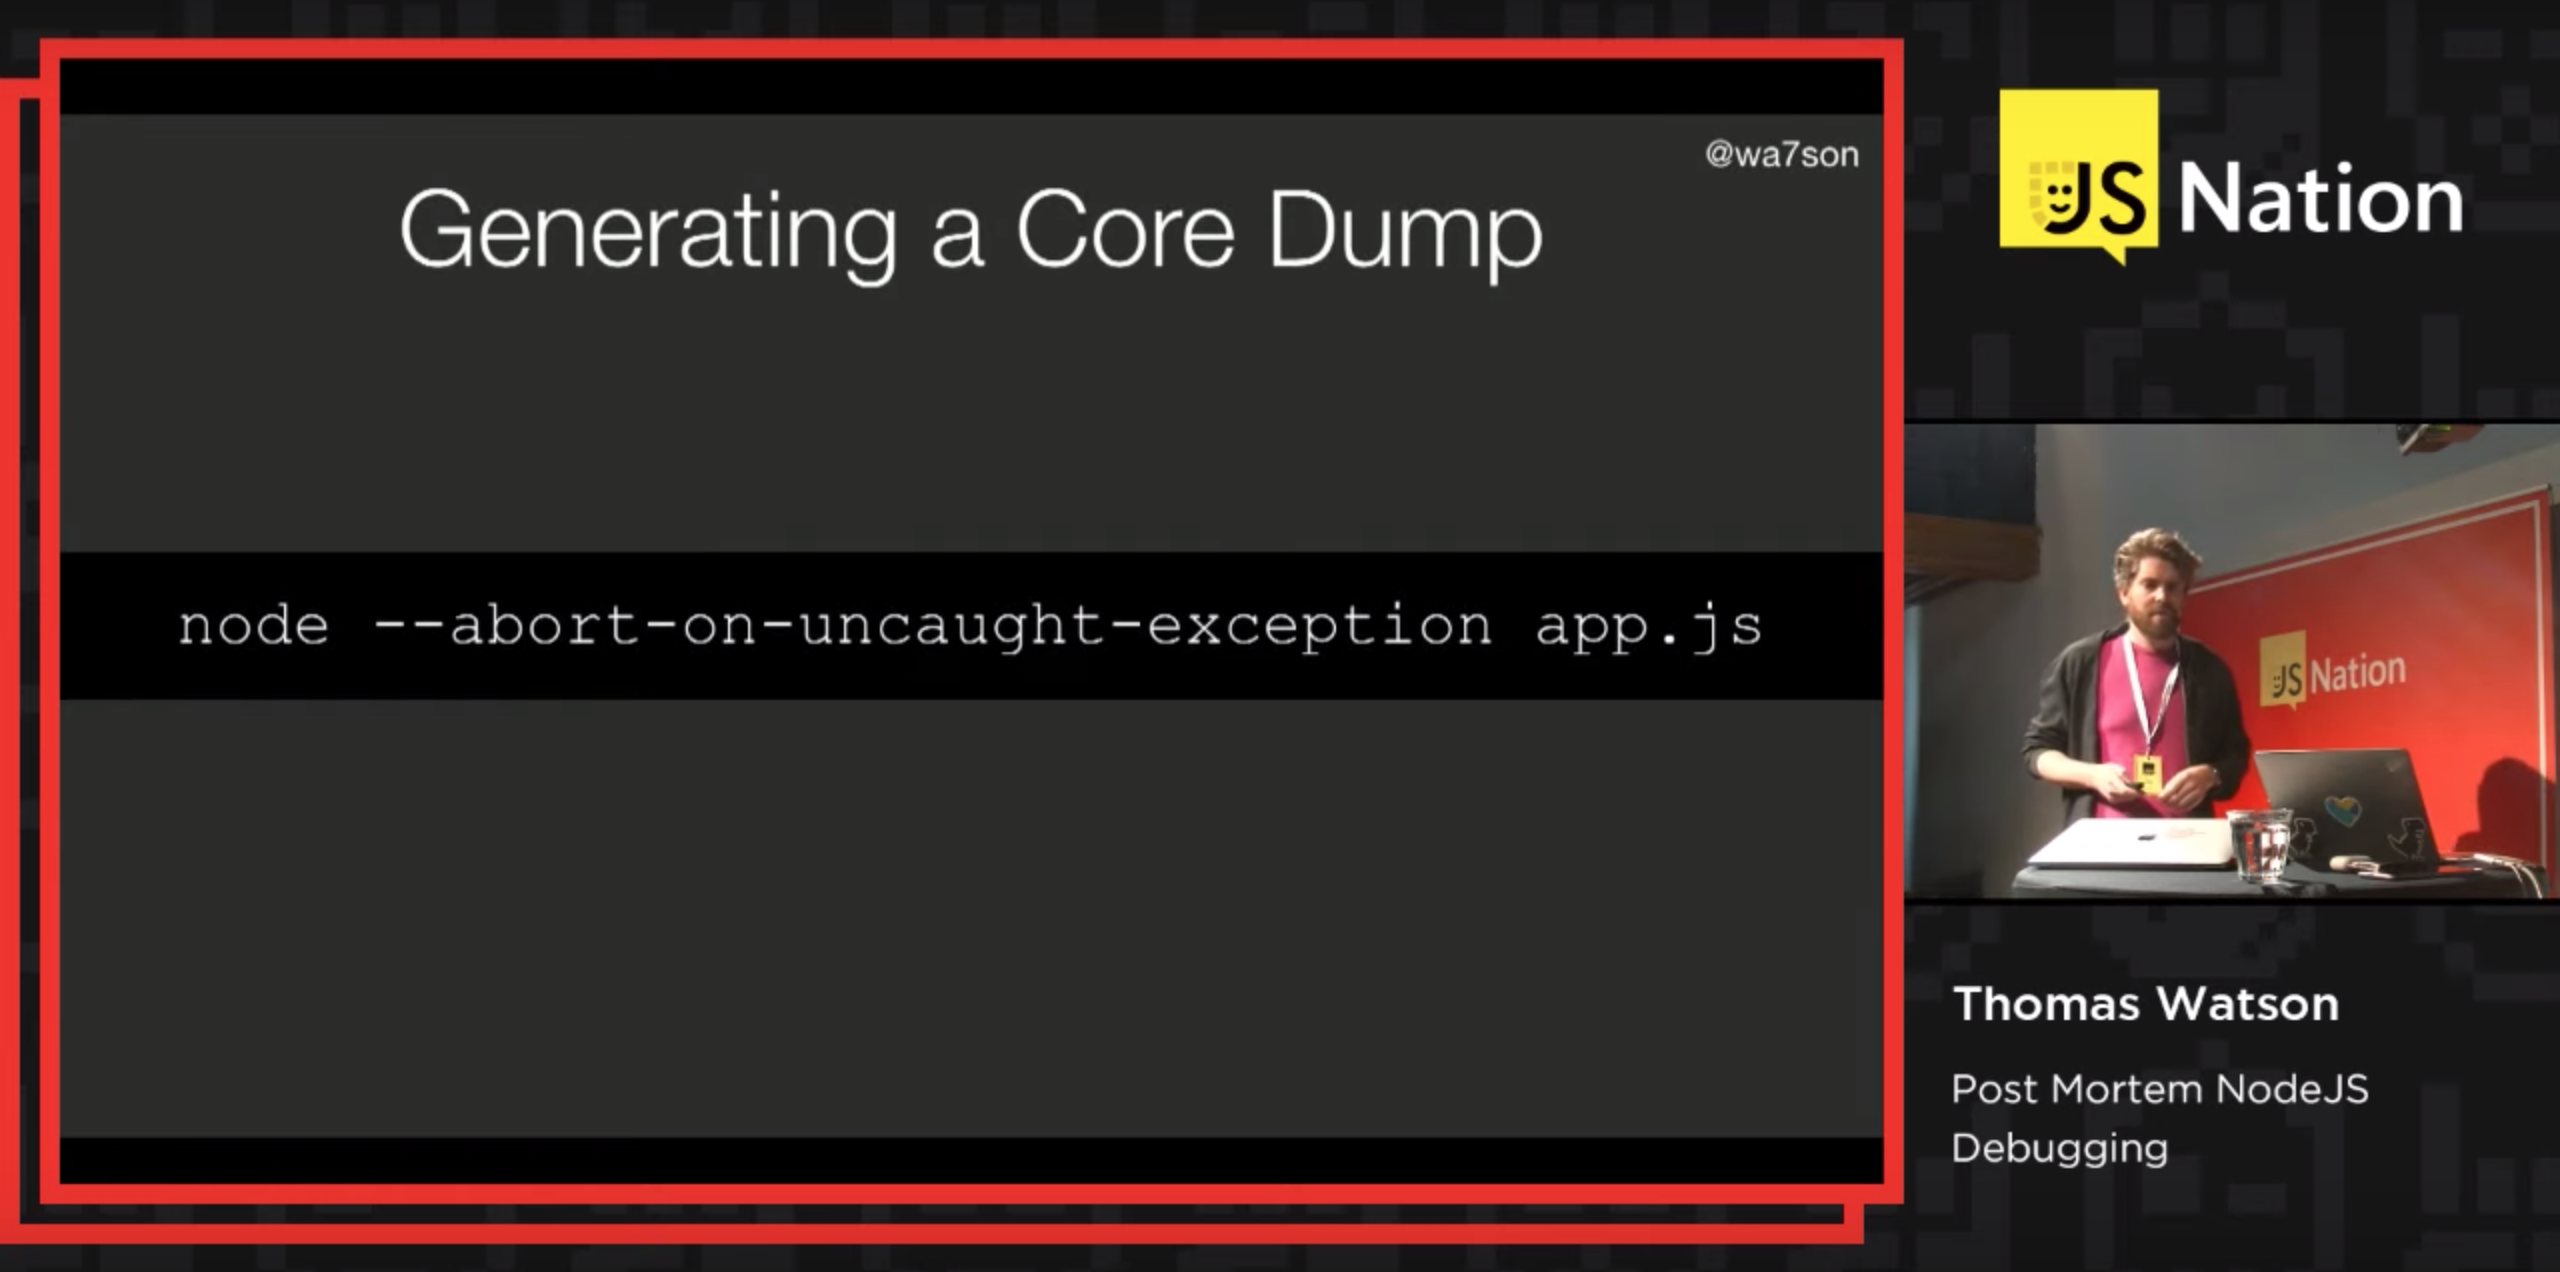 @wa7son
Generating a Core Dump
node --abort-on-uncaught-exception app.js
JS Nation
JS Nation
Thomas Watson
Post Mortem NodeJS
Debugging